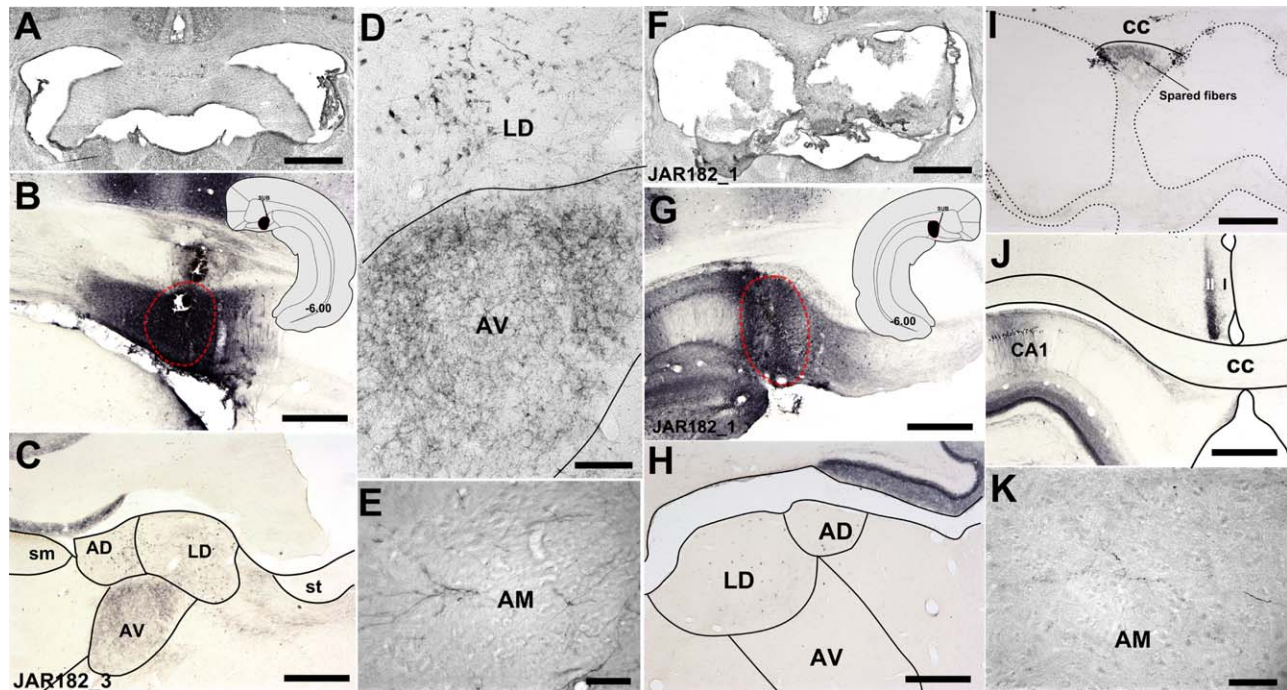 A
B
SUB
-6.00
C
sm
AD
LD
st
AV
JAR182_3
D
LD
AV
E
AM
F
JAR182_1
G
SUB
-6.00
JAR182_1
H
AD
LD
AV
I
CC
Spared fibers
J
II I
CA1
CC
K
AM